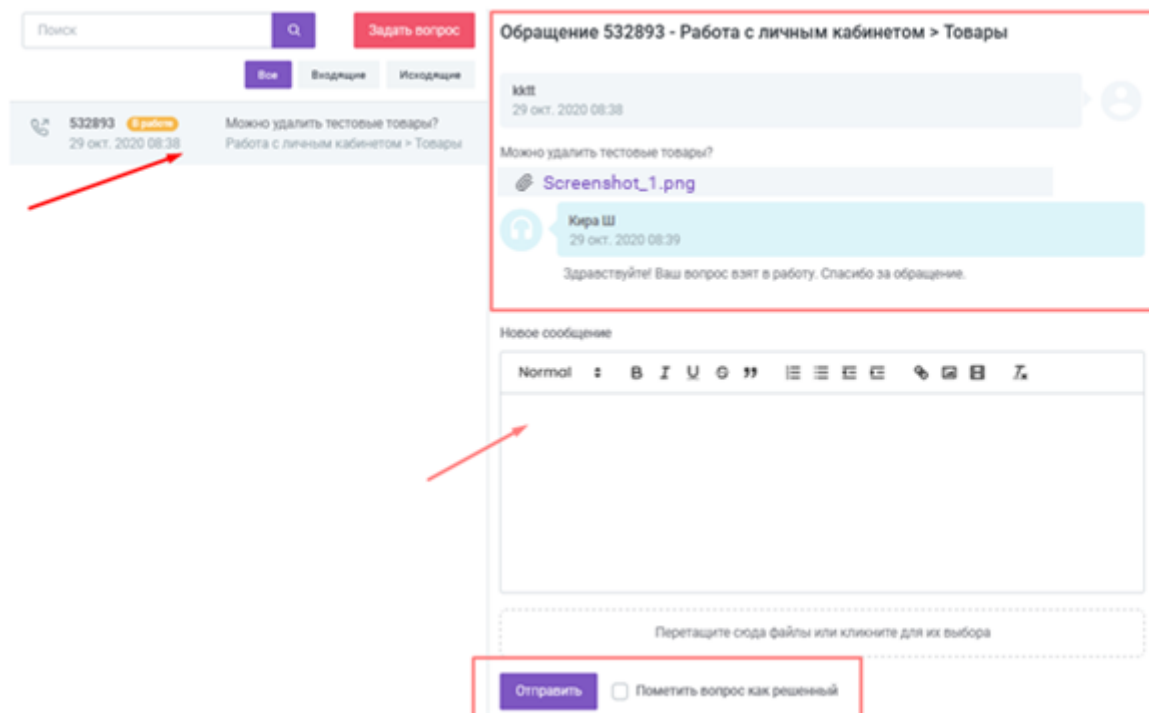 Поиск
Задать вопрос
Все Входящие Исходящие
532893 В работе Можно удалить тестовые товары?
29 окт. 2020 08:38 Работа с личным кабинетом > Товары
Обращение 532893 - Работа с личным кабинетом > Товары
kktt
29 окт. 2020 08:38
Можно удалить тестовые товары?
Screenshot_1.png
Кира Ш
29 окт. 2020 08:39
Здравствуйте! Ваш вопрос взят в работу. Спасибо за обращение.
Новое сообщение
Normal
Перетащите сюда файлы или кликните для их выбора
Отправить Пометить вопрос как решенный